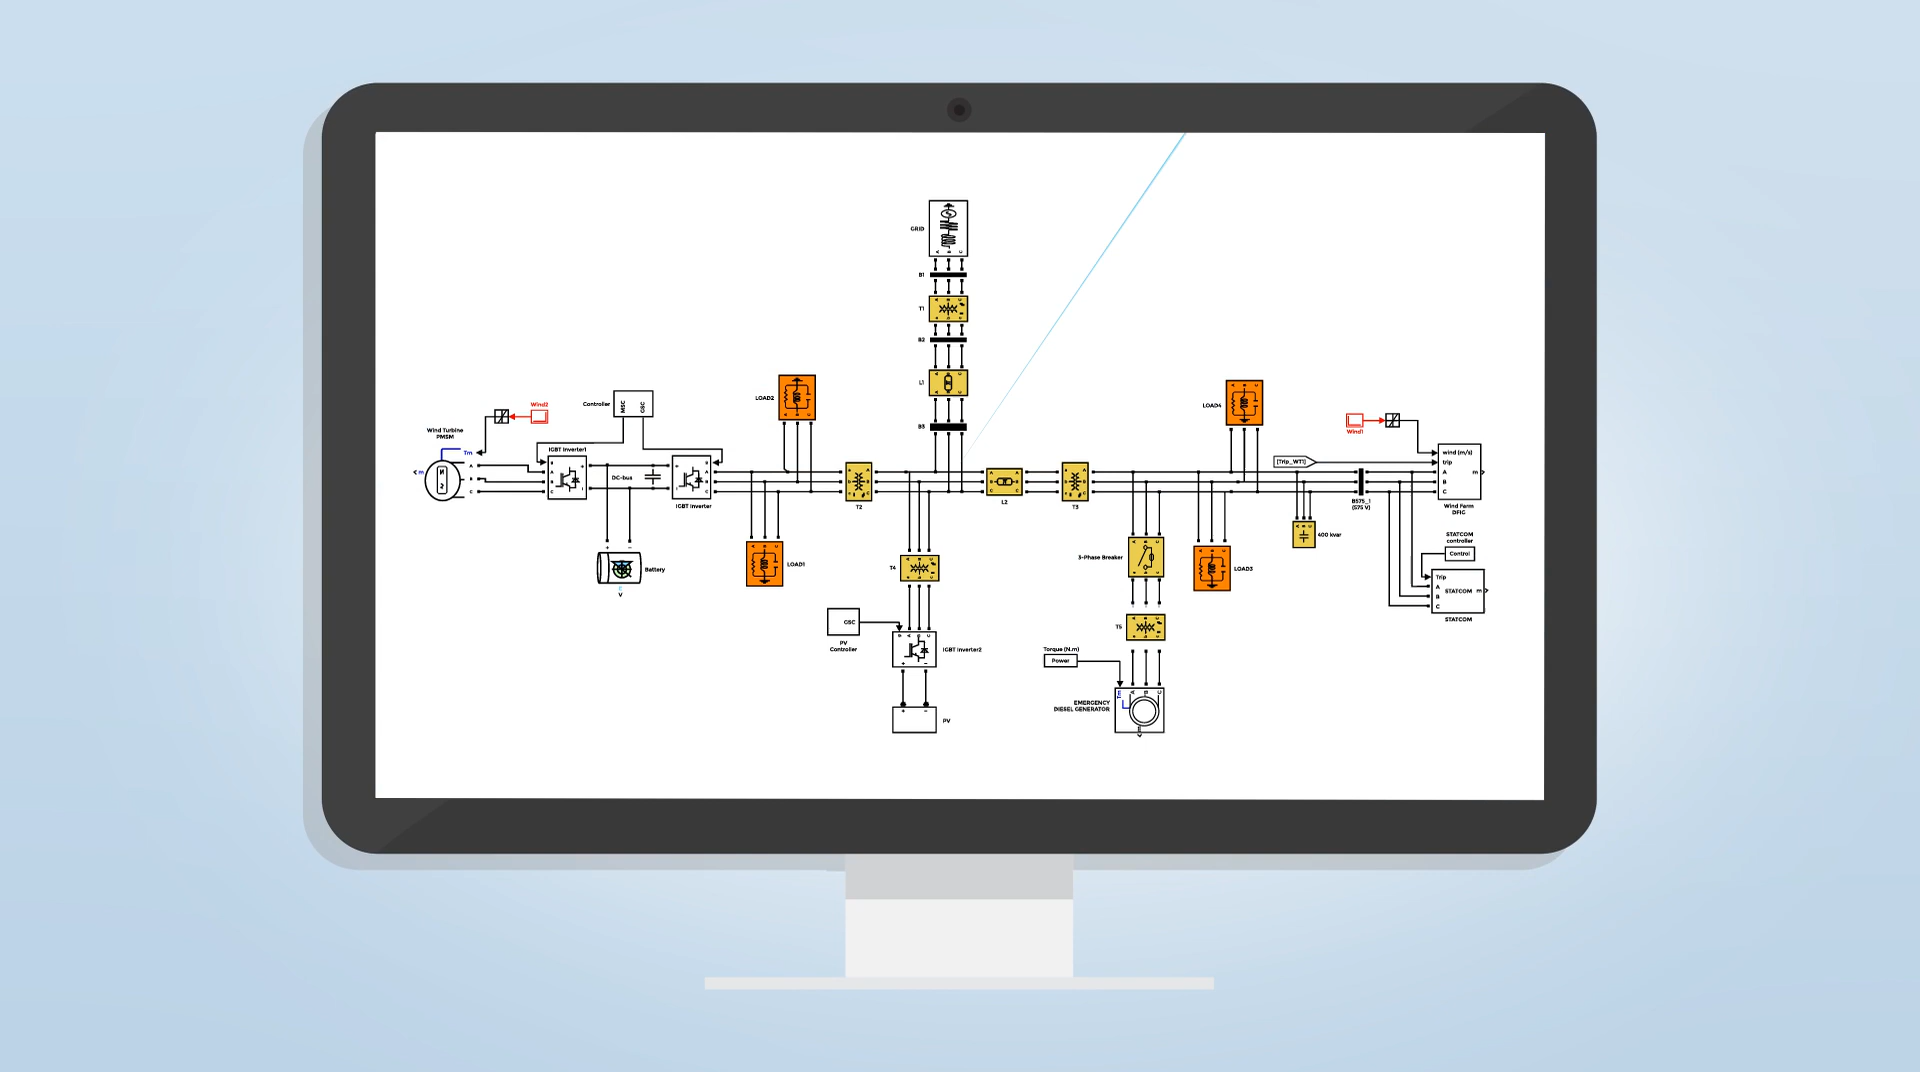 GRID
A B C
B1
T1
A B C
B2
L1
A B C
A B C
B3
LOAD2
A B C
LOAD4
A B C
Controller
MSC
GSC
Wind2
Wind1
Wind Turbine
PMSM
Tm
m
A
B
C
IGBT Inverter1
g
A
B
C
+
-
DC-bus
IGBT Inverter
+
-
g
A
B
C
T2
L2
A
B
C
A
B
C
T3
[Trip_WT1]
B575_1
(575 V)
wind (m/s)
trip
A
B
C
m
Wind Farm
DFIG
400 kvar
A B C
STATCOM
controller
Control
Trip
A
B
C
STATCOM
m
STATCOM
+
-
Battery
V
A B C
LOAD1
T4
A B C
3-Phase Breaker
A B C
A B C
LOAD3
GSC
PV
Controller
g A B C
+ -
IGBT Inverter2
+ -
PV
T5
Torque (N.m)
Power
EMERGENCY
DIESEL GENERATOR
Tm
A B C